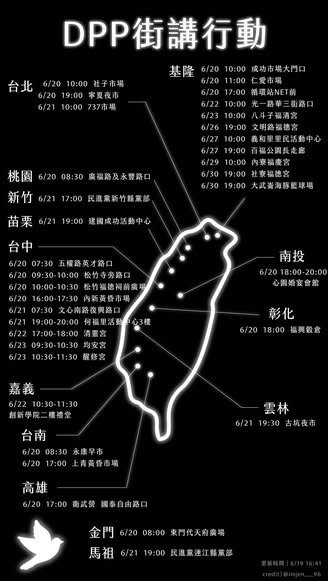 DPP街講行動
台北
6/20 10:00 社子市場
6/20 19:00 寧夏夜市
6/21 10:00 737市場
基隆
6/20 10:00 成功市場大門口
6/20 11:00 仁愛市場
6/20 17:00 循環站NET前
6/22 10:00 光一路華三街路口
6/23 10:00 八斗子福清宮
6/26 19:00 文明路福德宮
6/27 10:00 義和里里民活動中心
6/27 19:00 百福公園長走廊
6/29 10:00 內寮福慶宮
6/30 19:00 社寮福德宮
6/30 19:00 大武崙海豚籃球場
桃園
6/20 08:30 廣福路及永豐路口
新竹
6/21 17:00 民進黨新竹縣黨部
苗栗
6/21 19:00 建國成功活動中心
台中
6/20 07:30 五權路英才路口
6/20 09:30-10:00 松竹寺旁路口
6/20 10:00-10:30 松竹福德祠前廣場
6/20 16:00-17:30 內新黃昏市場
6/21 07:30 文心南路復興路口
6/21 19:00-20:00 何福里活動中心3樓
6/22 17:00-18:00 清靈宮
6/23 09:30-10:30 均安宮
6/23 10:30-11:30 醒修宮
南投
6/20 18:00-20:00
心園婚宴會館
彰化
6/20 18:00 福興穀倉
嘉義
6/22 10:30-11:30
創新學院二樓禮堂
雲林
6/21 19:30 古坑夜市
台南
6/20 08:30 永康早市
6/20 17:00 上青黃昏市場
高雄
6/20 17:00 衛武營 國泰自由路口
金門
6/20 08:00 東門代天府廣場
馬祖
6/21 19:00 民進黨連江縣黨部
更新時間｜6/19 16:41
credit|@imjen___96